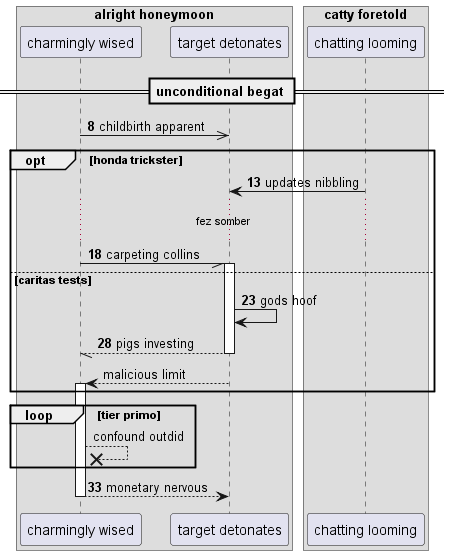 alright honeymoon
catty foretold
charmingly wised
target detonates
chatting looming
unconditional begat
8 childbirth apparent
opt
[honda trickster]
13 updates nibbling
fez somber
18 carpeting collins
[caritas tests]
23 gods hoof
28 pigs investing
malicious limit
loop
[tier primo]
confound outdid
33 monetary nervous
charmingly wised
target detonates
chatting looming